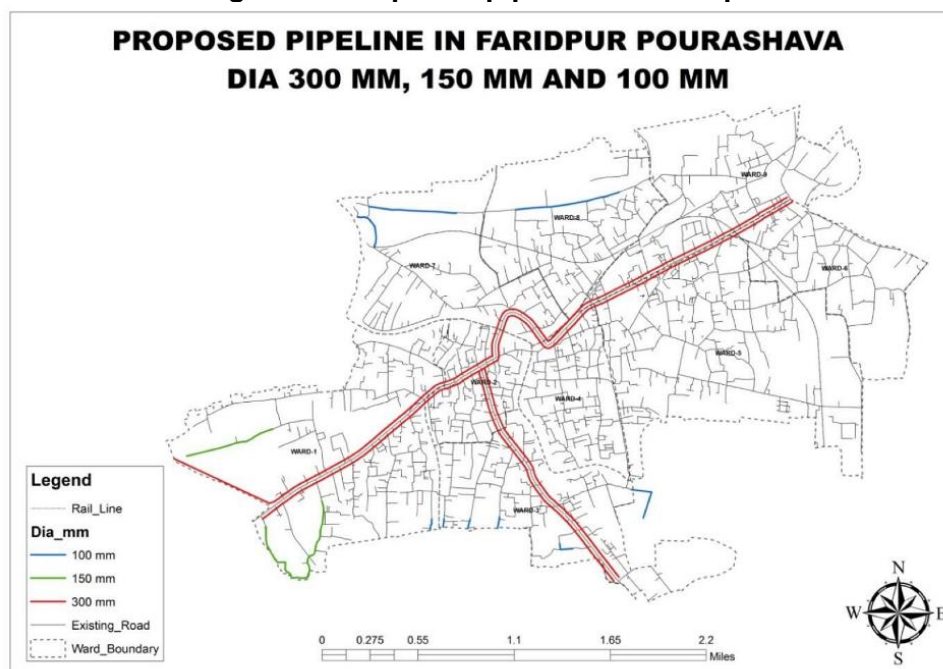 PROPOSED PIPELINE IN FARIDPUR POURASHAVA
DIA 300 MM, 150 MM AND 100 MM
WARD-9
WARD-8
WARD-7
WARD-6
WARD-5
WARD-2
WARD-4
WARD-1
WARD-3
Legend
Rail_Line
Dia_mm
100 mm
150 mm
300 mm
Existing_Road
Ward_Boundary
0 0.275 0.55 1.1 1.65 2.2
Miles
N
W E
S